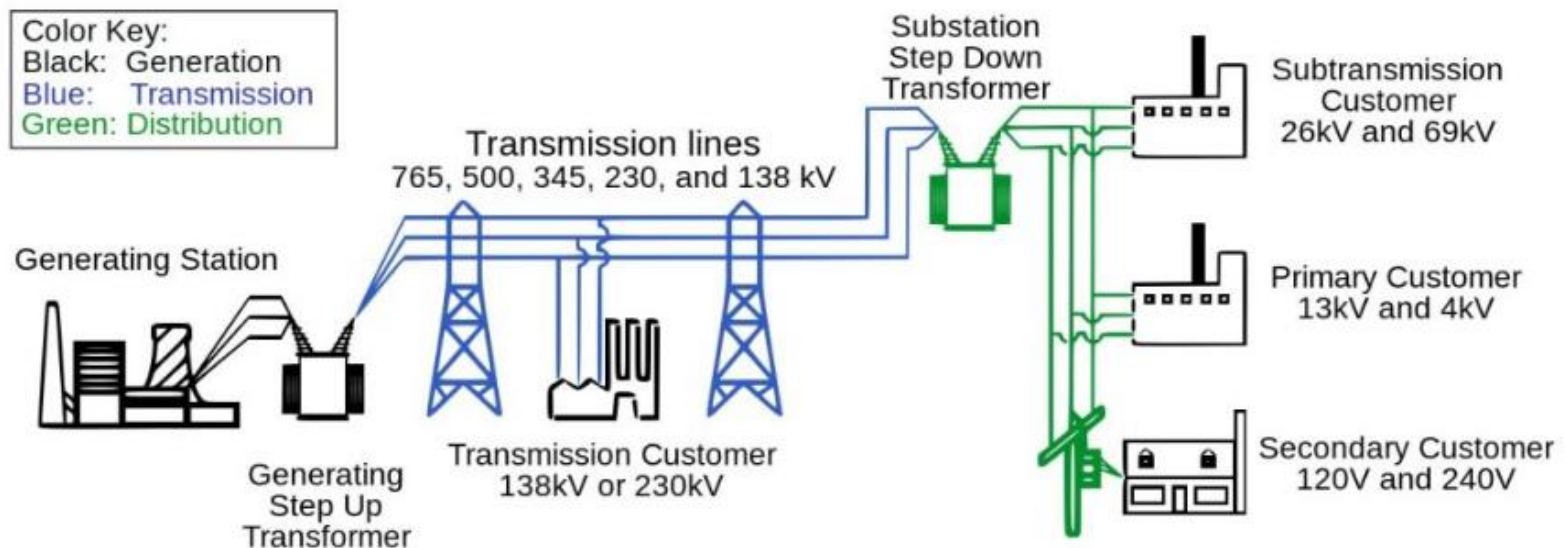 Color Key:
Black: Generation
Blue: Transmission
Green: Distribution
Substation
Step Down
Transformer
Subtransmission
Customer
26kV and 69kV
Transmission lines
765, 500, 345, 230, and 138 kV
Generating Station
Primary Customer
13kV and 4kV
Transmission Customer
138kV or 230kV
Secondary Customer
120V and 240V
Generating
Step Up
Transformer